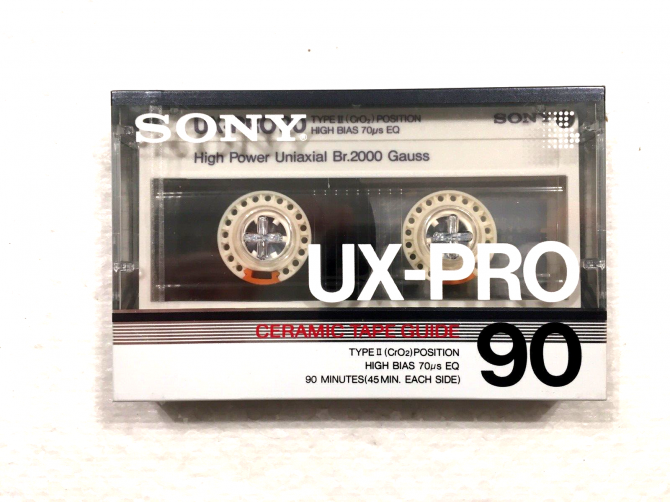 SONY
TYPE II (CrO₂) POSITION
HIGH BIAS 70µs EQ
SONY
High Power Uniaxial Br.2000 Gauss
UX-PRO
CERAMIC TAPE GUIDE
90
TYPE II (CrO₂) POSITION
HIGH BIAS 70µs EQ
90 MINUTES (45 MIN. EACH SIDE)